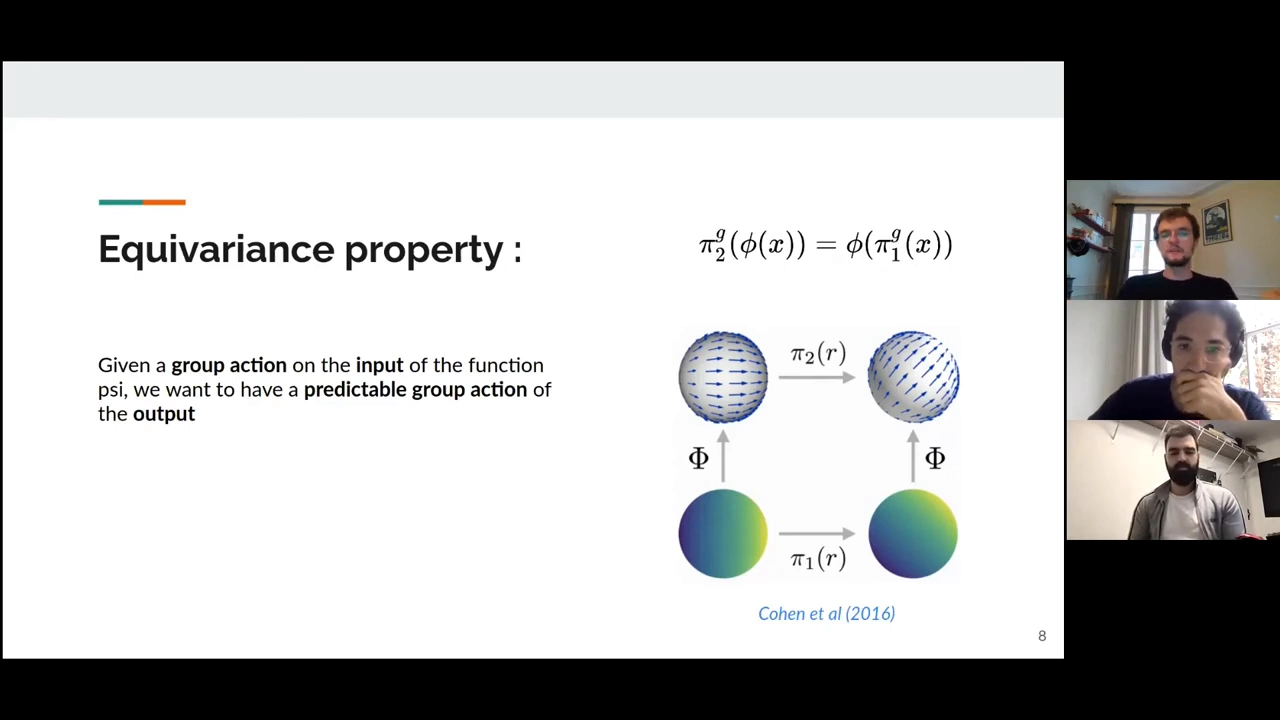 Equivariance property :
π₂ᵍ(ϕ(x)) = ϕ(π₁ᵍ(x))
Given a group action on the input of the function
psi, we want to have a predictable group action of
the output
π₂(r)
Φ
Φ
π₁(r)
Cohen et al (2016)
8